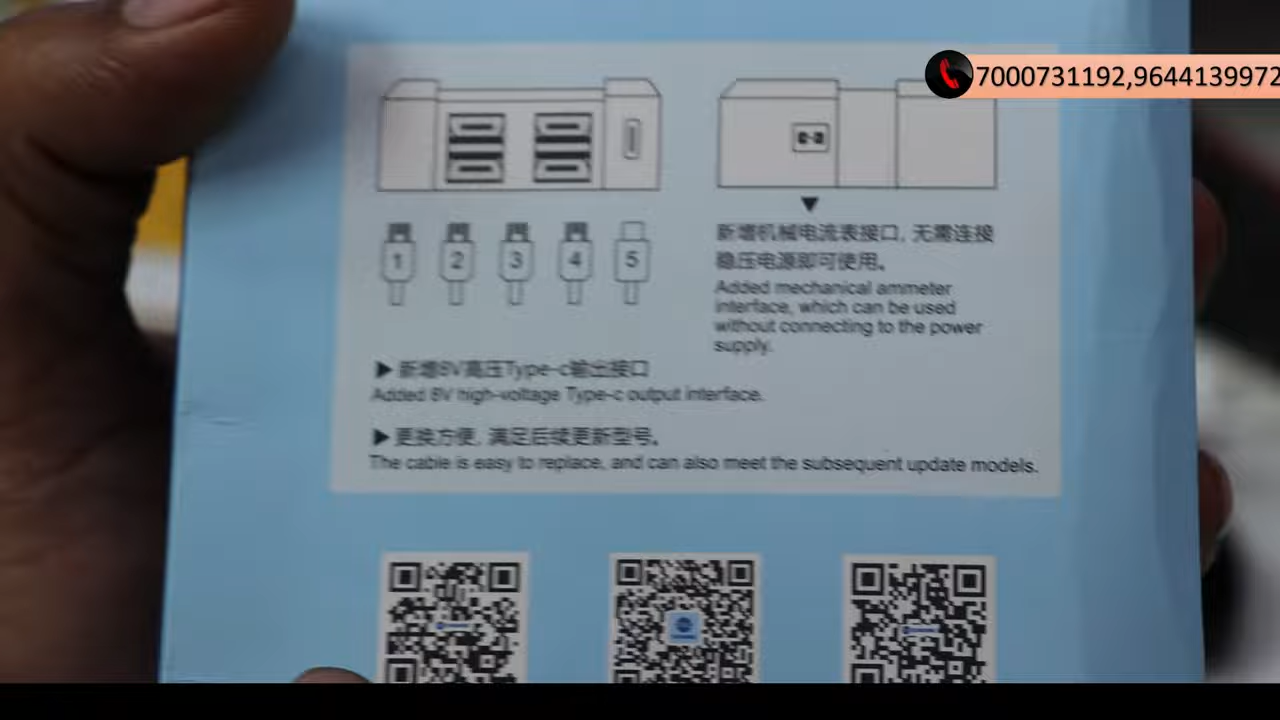 7000731192,9644139972
1
2
3
4
5
新增机械电流表接口, 无需连接
稳压电源即可使用。
Added mechanical ammeter
interface, which can be used
without connecting to the power
supply.
▶新增8V高压Type-c输出接口
Added 8V high-voltage Type-c output interface.
▶更换方便, 满足后续更新型号。
The cable is easy to replace, and can also meet the subsequent update models.